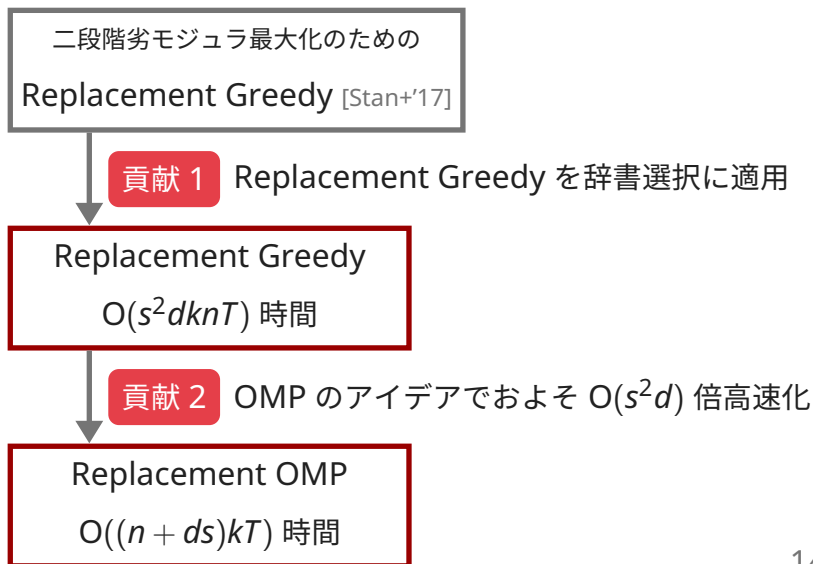 二段階劣モジュラ最大化のための
Replacement Greedy [Stan+'17]
貢献 1 Replacement Greedy を辞書選択に適用
Replacement Greedy
O(s²dknT) 時間
貢献 2 OMP のアイデアでおよそ O(s²d) 倍高速化
Replacement OMP
O((n + ds)kT) 時間